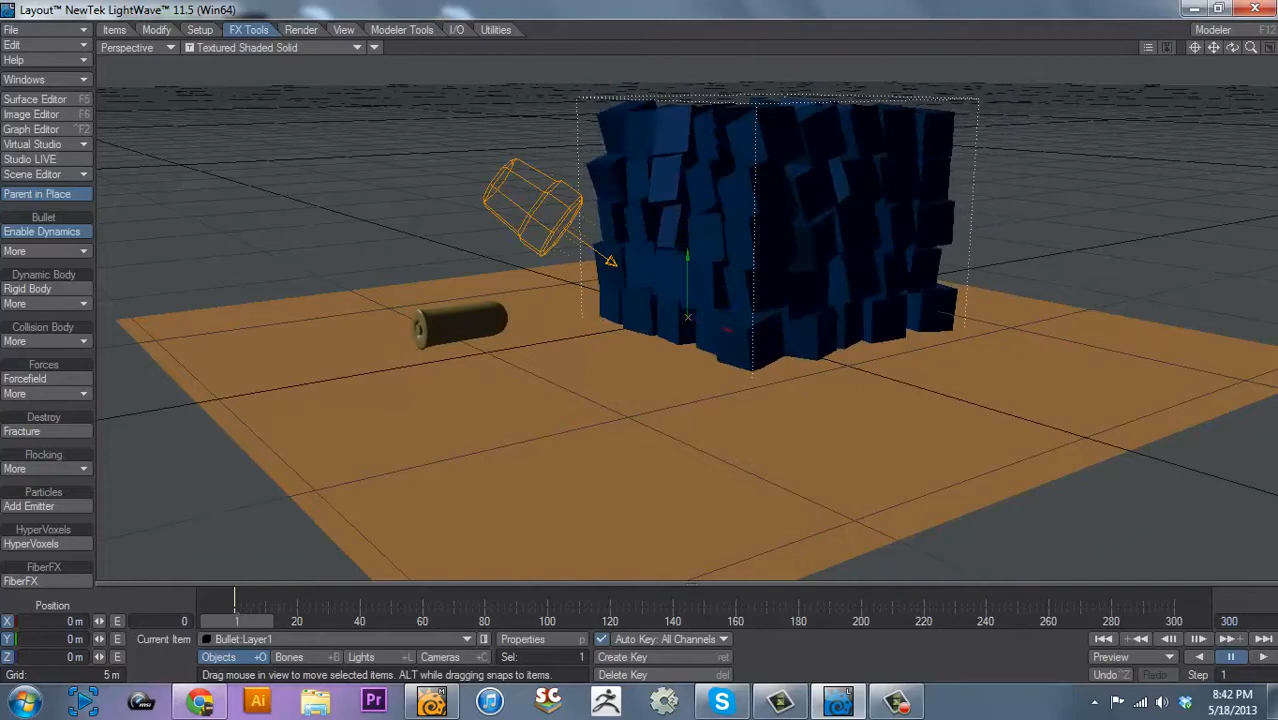 Layout™ NewTek LightWave™ 11.5 (Win64)
File
Items Modify Setup FX Tools Render View Modeler Tools I/O Utilities
Modeler F12
Edit
Perspective Textured Shaded Solid
Help
Windows
Surface Editor F5
Image Editor F6
Graph Editor ^F2
Virtual Studio
Studio LIVE
Scene Editor
Parent in Place
Bullet
Enable Dynamics
More
Dynamic Body
Rigid Body
More
Collision Body
More
Forces
Forcefield
More
Destroy
Fracture
Flocking
More
Particles
Add Emitter
HyperVoxels
HyperVoxels
FiberFX
FiberFX
Position
X 0 m E 0 1 20 40 60 80 100 120 140 160 180 200 220 240 260 280 300 300
Y 0 m E Current Item Bullet:Layer1 Properties p Auto Key: All Channels
Z 0 m E Objects +O Bones +B Lights +L Cameras +C Sel: 1 Create Key ret Preview
Grid: 5 m Drag mouse in view to move selected items. ALT while dragging snaps to items. Delete Key del Undo ^Z Step 1
Ai Pr SC S
8:42 PM
5/18/2013